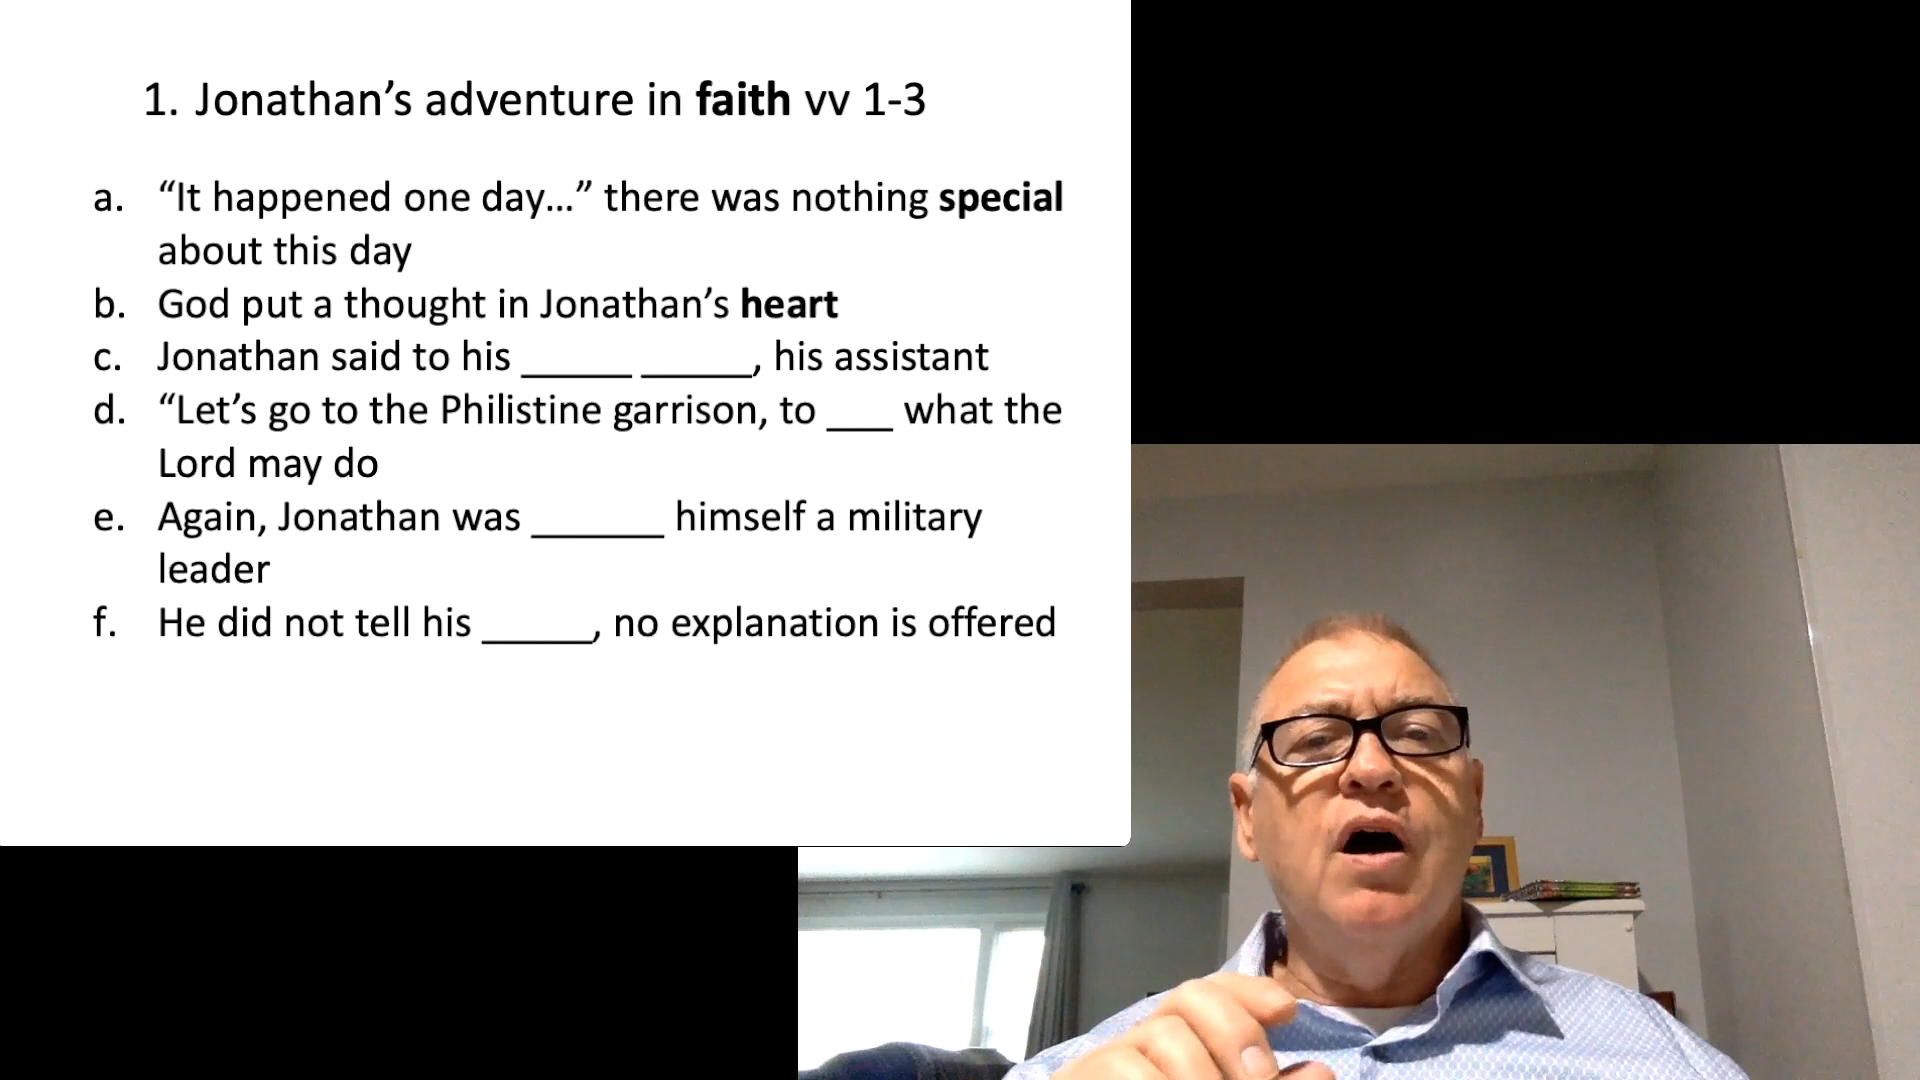 1. Jonathan’s adventure in faith vv 1-3
a. “It happened one day...” there was nothing special
about this day
b. God put a thought in Jonathan’s heart
c. Jonathan said to his _____ _____, his assistant
d. “Let’s go to the Philistine garrison, to ___ what the
Lord may do
e. Again, Jonathan was ______ himself a military
leader
f. He did not tell his _____, no explanation is offered